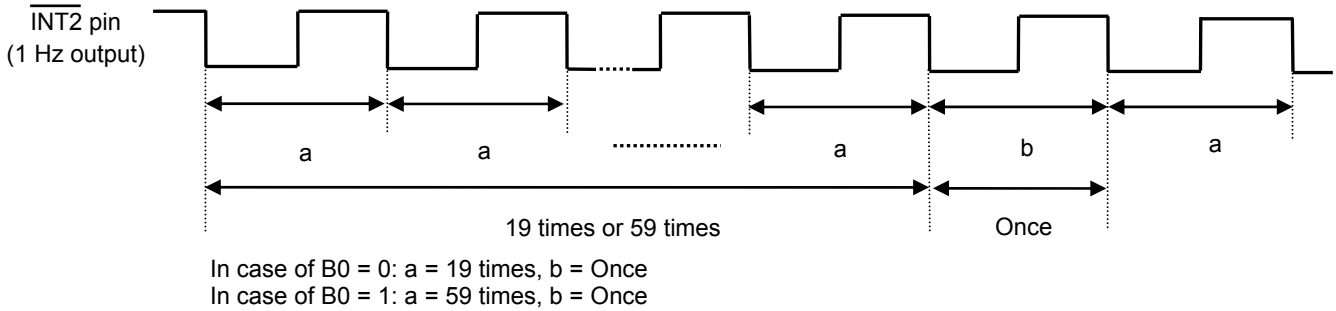 INT2 pin
(1 Hz output)
a a a b a
19 times or 59 times Once
In case of B0 = 0: a = 19 times, b = Once
In case of B0 = 1: a = 59 times, b = Once